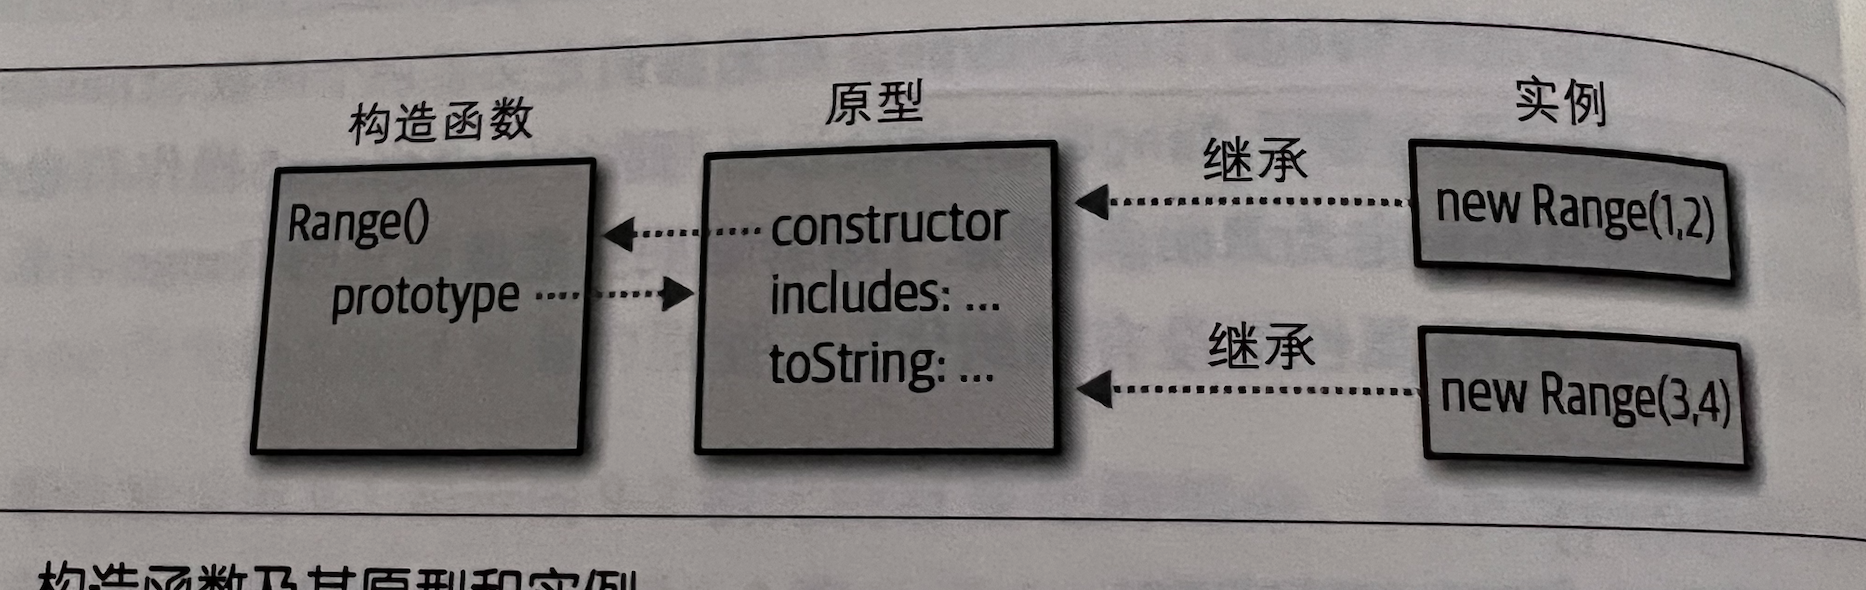 构造函数
原型
实例
Range()
prototype
constructor
includes: ...
toString: ...
继承
new Range(1,2)
继承
new Range(3,4)
构造函数及其原型和实例